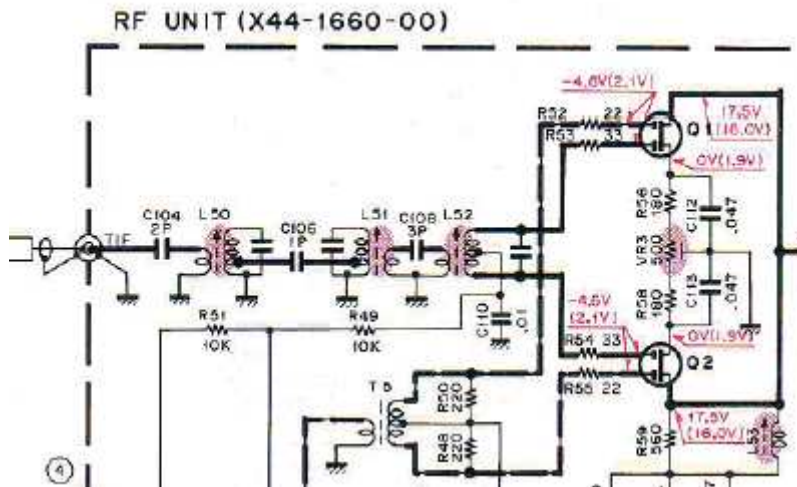 RF UNIT (X44-1660-00)
-4.6V(2.1V)
R52 22
R53 33
Q1
17.5V
(16.0V)
0V(1.9V)
TIF
C104
2P
L50
C106
1P
L51
C108
3P
L52
R56
180
C112
.047
VR3
500
R58
180
C113
.047
R51
10K
R49
10K
C110
.01
-4.6V
(2.1V)
R54 33
R55 22
0V(1.9V)
Q2
T5
R50
220
R48
220
17.5V
(16.0V)
R59
560
L53
4